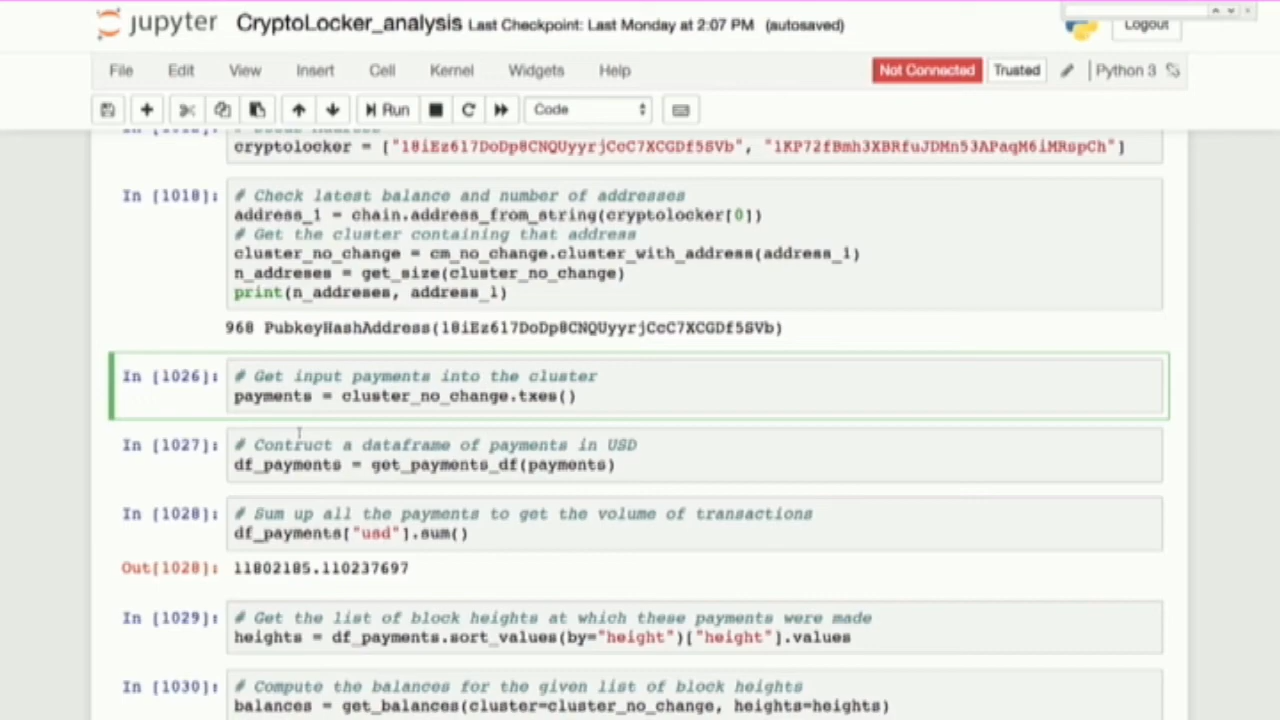 jupyter CryptoLocker_analysis Last Checkpoint: Last Monday at 2:07 PM (autosaved)
Logout
File Edit View Insert Cell Kernel Widgets Help
Not Connected Trusted Python 3
Run Code
cryptolocker = ["18iEz617DoDp8CNQUyyrjCcC7XCGDf5SVb", "1KP72fBmh3XBRfuJDMn53APaqM6iMRspCh"]
In [1018]:
# Check latest balance and number of addresses
address_1 = chain.address_from_string(cryptolocker[0])
# Get the cluster containing that address
cluster_no_change = cm_no_change.cluster_with_address(address_1)
n_addreses = get_size(cluster_no_change)
print(n_addreses, address_1)
968 PubkeyHashAddress(18iEz617DoDp8CNQUyyrjCcC7XCGDf5SVb)
In [1026]:
# Get input payments into the cluster
payments = cluster_no_change.txes()
In [1027]:
# Contruct a dataframe of payments in USD
df_payments = get_payments_df(payments)
In [1028]:
# Sum up all the payments to get the volume of transactions
df_payments["usd"].sum()
Out[1028]: 11802185.110237697
In [1029]:
# Get the list of block heights at which these payments were made
heights = df_payments.sort_values(by="height")["height"].values
In [1030]:
# Compute the balances for the given list of block heights
balances = get_balances(cluster=cluster_no_change, heights=heights)